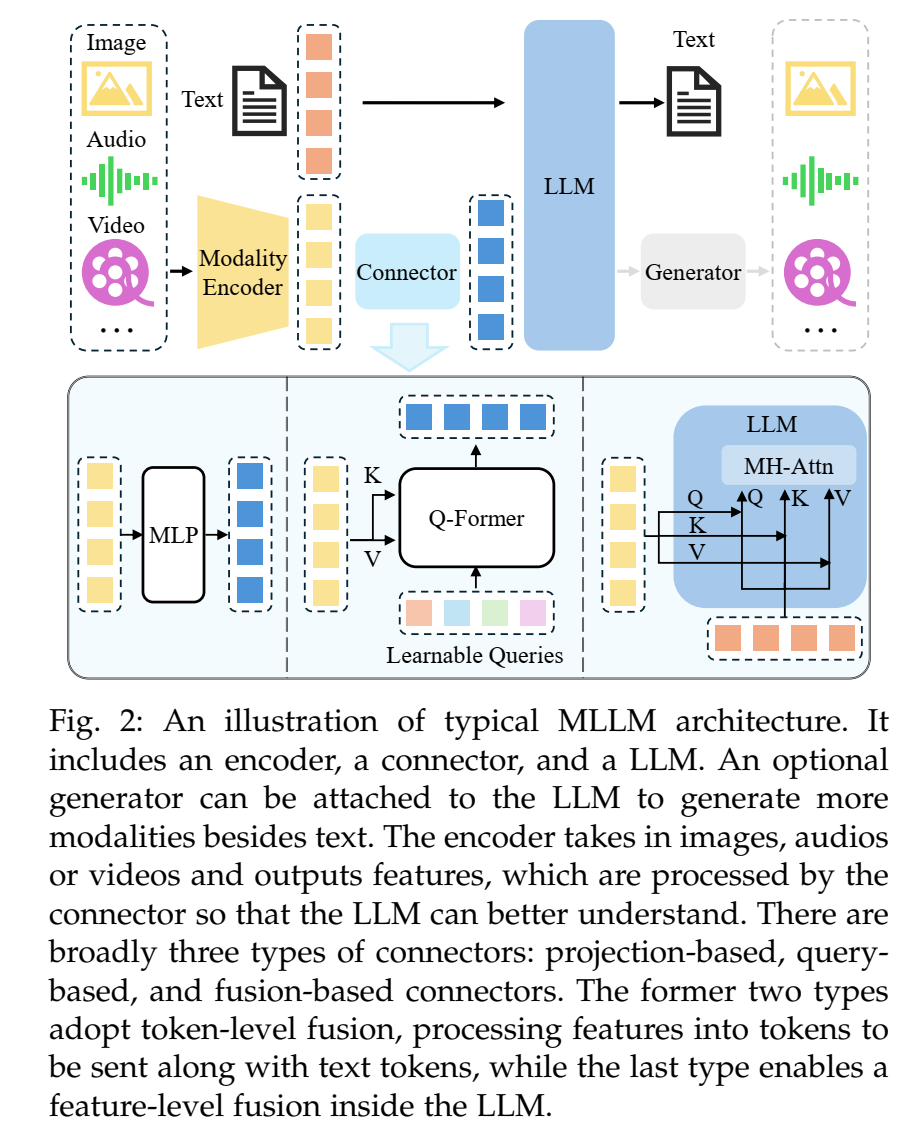 Image
Text
Text
Audio
LLM
Video
Modality
Encoder
Connector
Generator
...
...
LLM
MH-Attn
K
Q
Q
K
V
MLP
Q-Former
K
V
V
Learnable Queries
Fig. 2: An illustration of typical MLLM architecture. It
includes an encoder, a connector, and a LLM. An optional
generator can be attached to the LLM to generate more
modalities besides text. The encoder takes in images, audios
or videos and outputs features, which are processed by the
connector so that the LLM can better understand. There are
broadly three types of connectors: projection-based, query-
based, and fusion-based connectors. The former two types
adopt token-level fusion, processing features into tokens to
be sent along with text tokens, while the last type enables a
feature-level fusion inside the LLM.